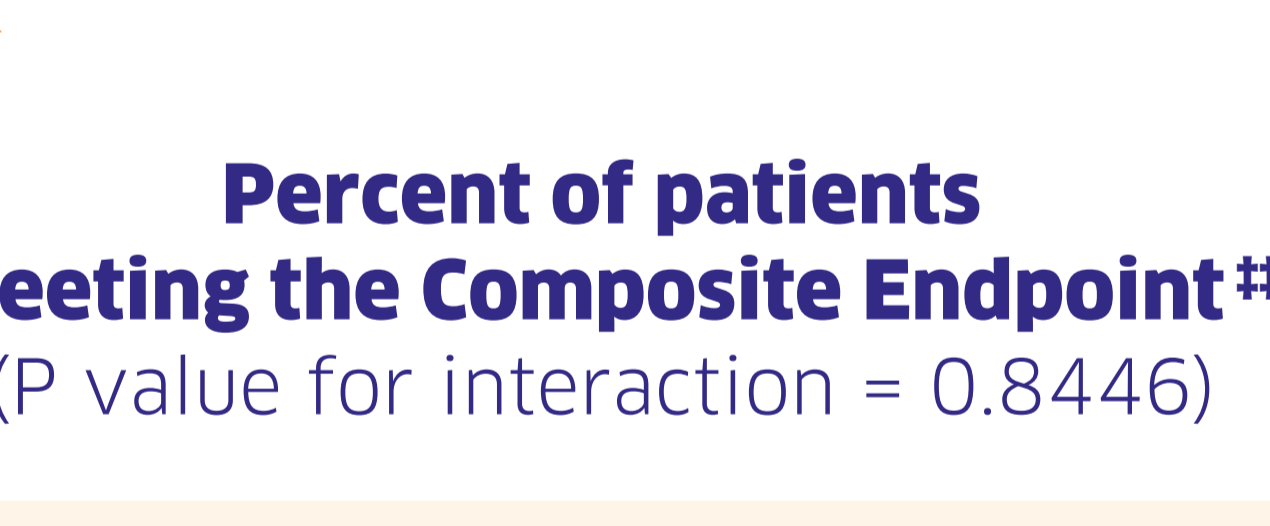 Percent of patients
eeting the Composite Endpoint‡
(P value for interaction = 0.8446)